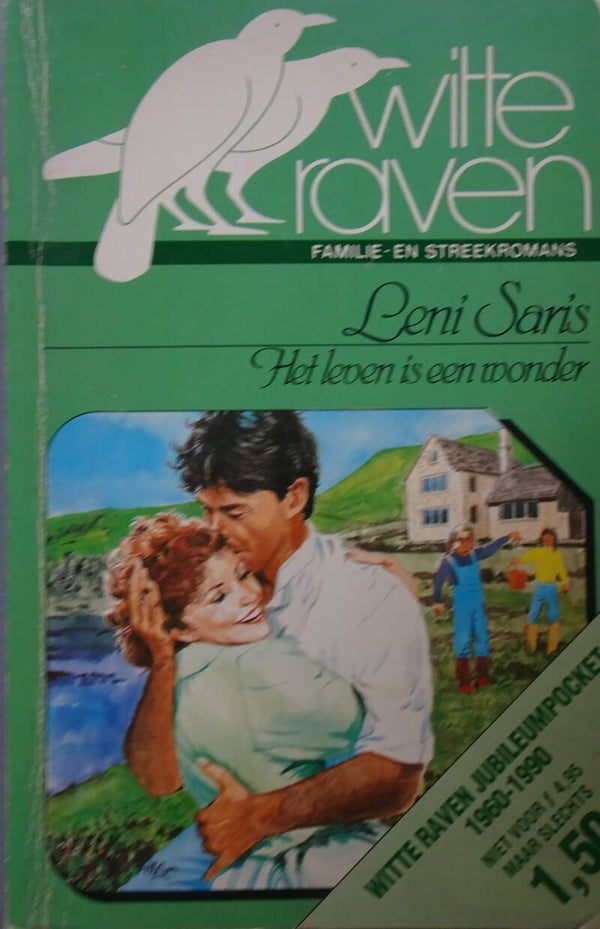 witte
raven
FAMILIE-EN STREEKROMANS
Leni Saris
Het leven is een wonder
WITTE RAVEN JUBILEUMPOCKET
1960-1990
NIET VOOR f 4,95
MAAR SLECHTS
1,50